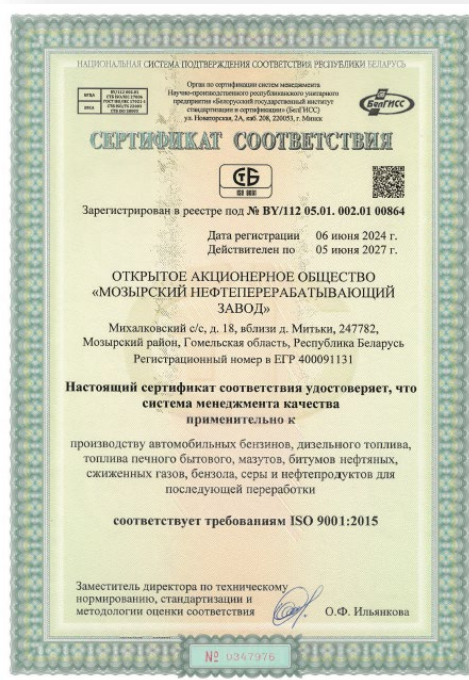 НАЦИОНАЛЬНАЯ СИСТЕМА ПОДТВЕРЖДЕНИЯ СООТВЕТСТВИЯ РЕСПУБЛИКИ БЕЛАРУСЬ
Орган по сертификации систем менеджмента
Научно-производственного республиканского унитарного
предприятия «Белорусский государственный институт
стандартизации и сертификации» (БелГИСС)
ул. Новаторская, 2А, каб. 208, 220053, г. Минск
БелГИСС
СЕРТИФИКАТ СООТВЕТСТВИЯ
СТБ
ISO 9001
Зарегистрирован в реестре под № BY/112 05.01. 002.01 00864
Дата регистрации 06 июня 2024 г.
Действителен по 05 июня 2027 г.
ОТКРЫТОЕ АКЦИОНЕРНОЕ ОБЩЕСТВО
«МОЗЫРСКИЙ НЕФТЕПЕРЕРАБАТЫВАЮЩИЙ
ЗАВОД»
Михалковский с/с, д. 18, вблизи д. Митьки, 247782,
Мозырский район, Гомельская область, Республика Беларусь
Регистрационный номер в ЕГР 400091131
Настоящий сертификат соответствия удостоверяет, что
система менеджмента качества
применительно к
производству автомобильных бензинов, дизельного топлива,
топлива печного бытового, мазутов, битумов нефтяных,
сжиженных газов, бензола, серы и нефтепродуктов для
последующей переработки
соответствует требованиям ISO 9001:2015
Заместитель директора по техническому
нормированию, стандартизации и
методологии оценки соответствия
О.Ф. Ильянкова
№ 0347976